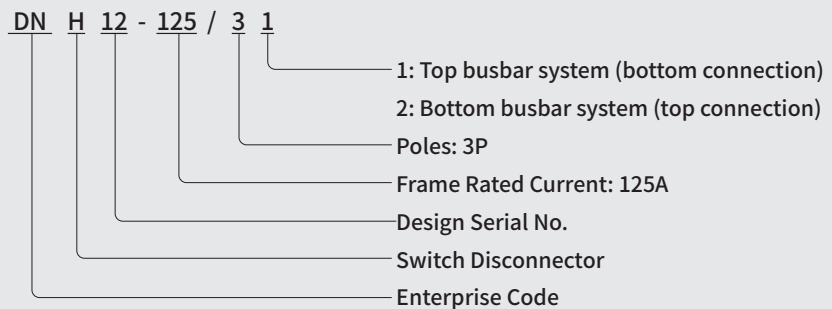 DN H 12 - 125 / 3 1
1: Top busbar system (bottom connection)
2: Bottom busbar system (top connection)
Poles: 3P
Frame Rated Current: 125A
Design Serial No.
Switch Disconnector
Enterprise Code